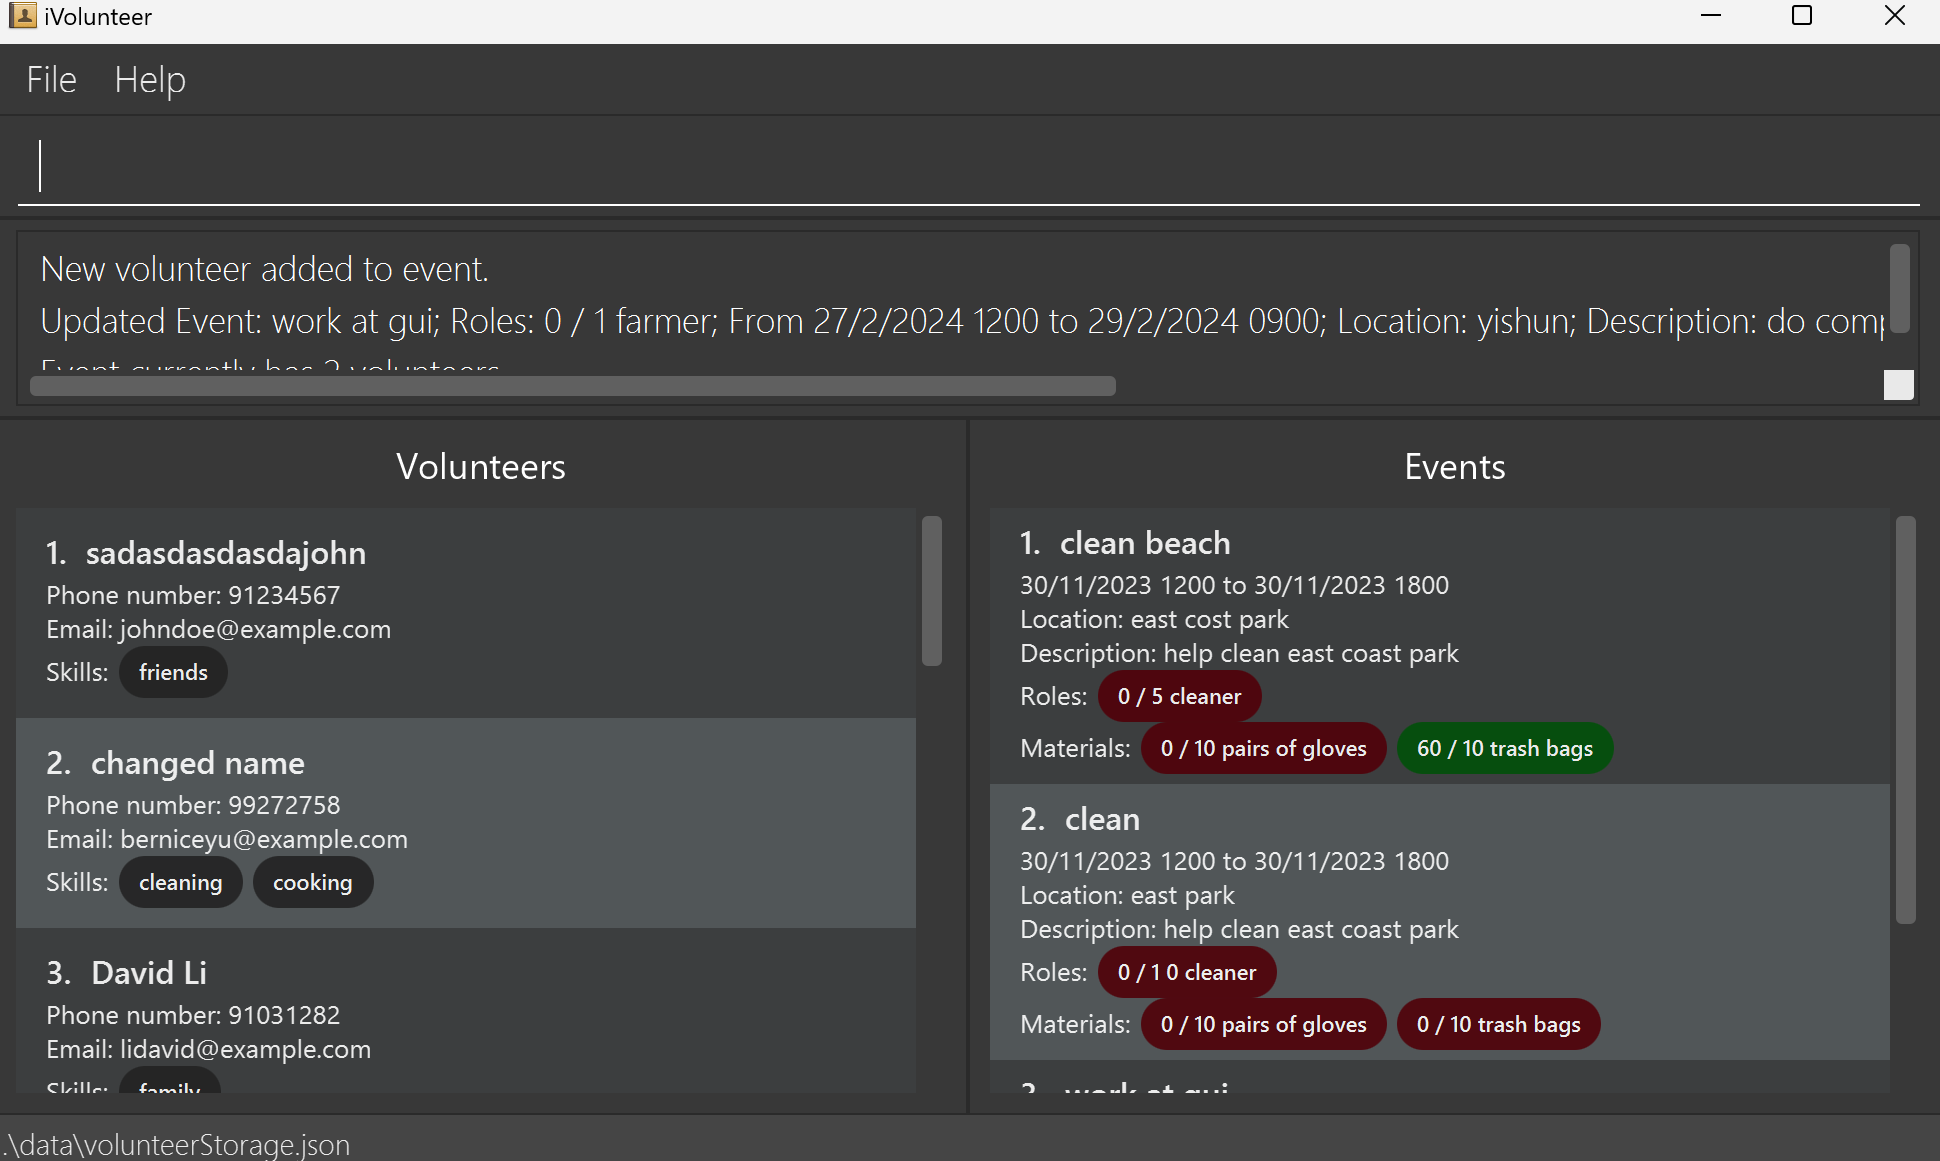 iVolunteer
File Help
New volunteer added to event.
Updated Event: work at gui; Roles: 0 / 1 farmer; From 27/2/2024 1200 to 29/2/2024 0900; Location: yishun; Description: do
Event currently has 2 volunteers
Volunteers
1. sadasdasdasdajohn
Phone number: 91234567
Email: johndoe@example.com
Skills: friends
2. changed name
Phone number: 99272758
Email: berniceyu@example.com
Skills: cleaning cooking
3. David Li
Phone number: 91031282
Email: lidavid@example.com
Skills: family
Events
1. clean beach
30/11/2023 1200 to 30/11/2023 1800
Location: east cost park
Description: help clean east coast park
Roles: 0 / 5 cleaner
Materials: 0 / 10 pairs of gloves 60 / 10 trash bags
2. clean
30/11/2023 1200 to 30/11/2023 1800
Location: east park
Description: help clean east coast park
Roles: 0 / 1 0 cleaner
Materials: 0 / 10 pairs of gloves 0 / 10 trash bags
3. work at gui
.\data\volunteerStorage.json